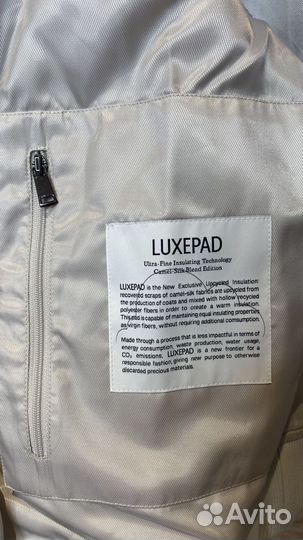 LUXEPAD
Ultra-Fine Insulating Technology
Camel-Silk Blend Edition
LUXEPAD is the New Exclusive Upcycled Insulation:
recovered scraps of camel-silk fabrics are upcycled from
the production of coats and mixed with hollow recycled
polyester fibers in order to create a warm insulation.
This pad is capable of maintaining equal insulating properties
as virgin fibers, without requiring additional consumption.
Made through a process that is less impactful in terms of
energy consumption, waste production, water usage,
CO₂ emissions, LUXEPAD is a new frontier for a
responsible fashion, giving new purpose to otherwise
discarded precious materials.
Avito